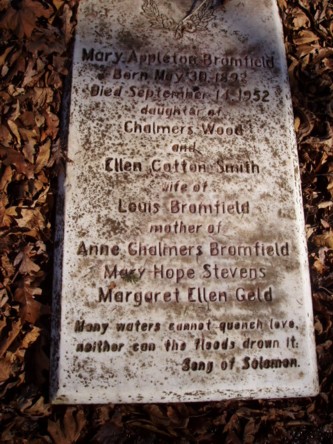 Mary Appleton Bromfield
Born May 30, 1892
Died September 14, 1952
daughter of
Chalmers Wood
and
Ellen Cotton Smith
wife of
Louis Bromfield
mother of
Anne Chalmers Bromfield
Mary Hope Stevens
Margaret Ellen Geld
Many waters cannot quench love,
neither can the floods drown it:
Song of Solomon.